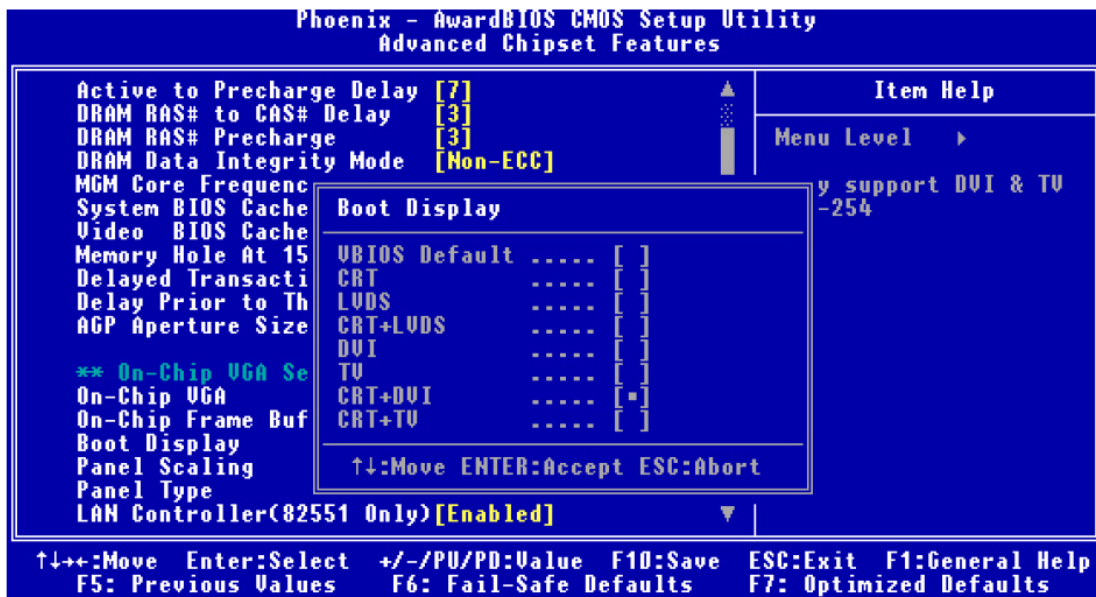 Phoenix - AwardBIOS CMOS Setup Utility
Advanced Chipset Features
Active to Precharge Delay [7]
DRAM RAS# to CAS# Delay [3]
DRAM RAS# Precharge [3]
DRAM Data Integrity Mode [Non-ECC]
MGM Core Frequenc
System BIOS Cache
Video BIOS Cache
Memory Hole At 15
Delayed Transacti
Delay Prior to Th
AGP Aperture Size
** On-Chip VGA Se
On-Chip VGA
On-Chip Frame Buf
Boot Display
Panel Scaling
Panel Type
LAN Controller(82551 Only)[Enabled]
Boot Display
VBIOS Default ..... [ ]
CRT ..... [ ]
LVDS ..... [ ]
CRT+LVDS ..... [ ]
DVI ..... [ ]
TV ..... [ ]
CRT+DVI ..... [▪]
CRT+TV ..... [ ]
↑↓:Move ENTER:Accept ESC:Abort
Item Help
Menu Level ▸
y support DVI & TV
-254
↑↓→←:Move Enter:Select +/-/PU/PD:Value F10:Save ESC:Exit F1:General Help
F5: Previous Values F6: Fail-Safe Defaults F7: Optimized Defaults